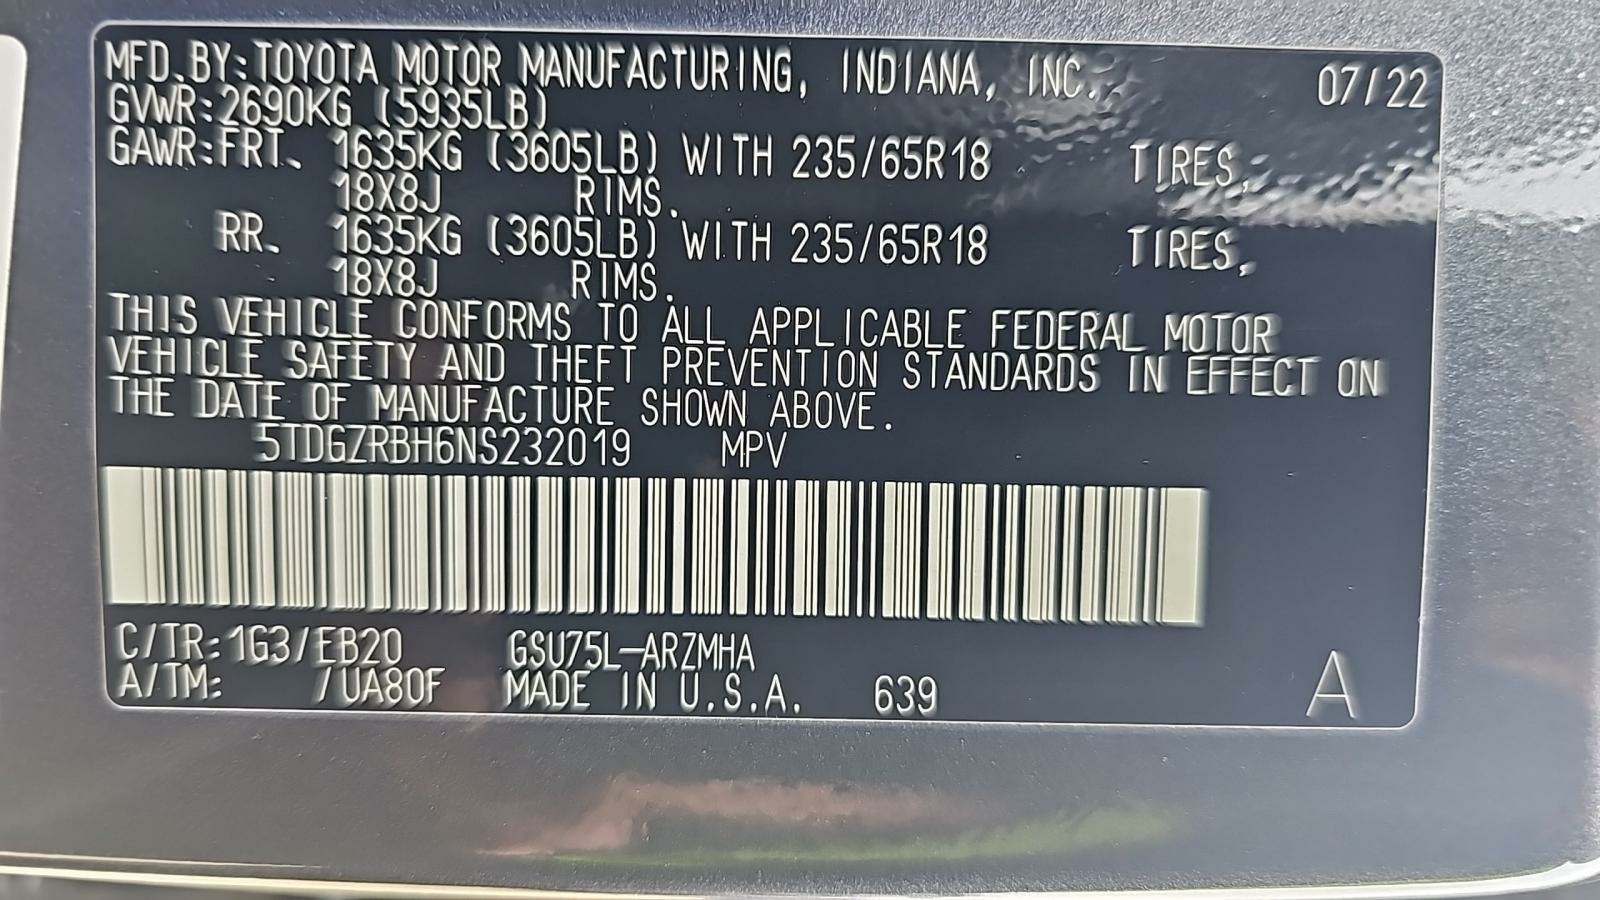 MFD.BY:TOYOTA MOTOR MANUFACTURING, INDIANA, INC. 07/22
GVWR:2690KG (5935LB)
GAWR:FRT. 1635KG (3605LB) WITH 235/65R18 TIRES,
18X8J RIMS.
RR. 1635KG (3605LB) WITH 235/65R18 TIRES,
18X8J RIMS.
THIS VEHICLE CONFORMS TO ALL APPLICABLE FEDERAL MOTOR
VEHICLE SAFETY AND THEFT PREVENTION STANDARDS IN EFFECT ON
THE DATE OF MANUFACTURE SHOWN ABOVE.
5TDGZRBH6NS232019 MPV
C/TR:1G3/EB20 GSU75L-ARZMHA
A/TM: /UA80F MADE IN U.S.A. 639 A